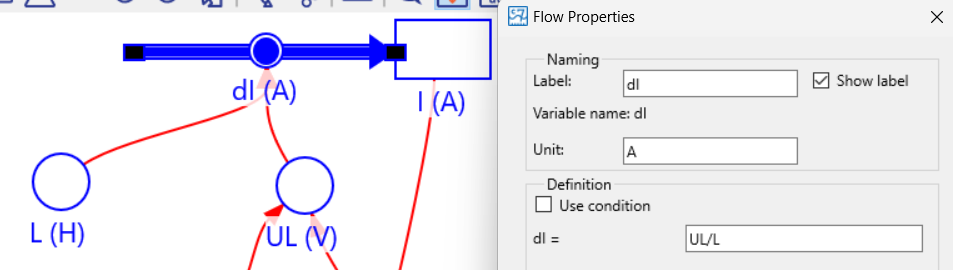 dI (A)
I (A)
L (H)
UL (V)
Flow Properties
Naming
Label:
dI
Show label
Variable name: dI
Unit:
A
Definition
Use condition
dI =
UL/L